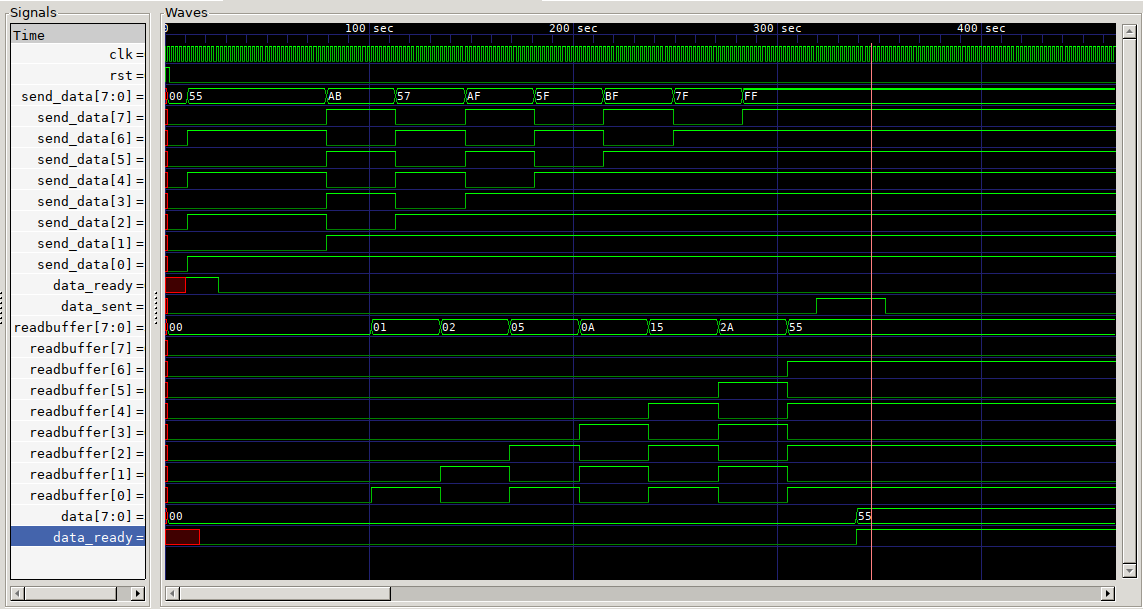 Signals
Waves
Time
0 100 sec 200 sec 300 sec 400 sec
clk =
rst =
send_data[7:0] = 00 55 AB 57 AF 5F BF 7F FF
send_data[7] =
send_data[6] =
send_data[5] =
send_data[4] =
send_data[3] =
send_data[2] =
send_data[1] =
send_data[0] =
data_ready =
data_sent =
readbuffer[7:0] = 00 01 02 05 0A 15 2A 55
readbuffer[7] =
readbuffer[6] =
readbuffer[5] =
readbuffer[4] =
readbuffer[3] =
readbuffer[2] =
readbuffer[1] =
readbuffer[0] =
data[7:0] = 00 55
data_ready =